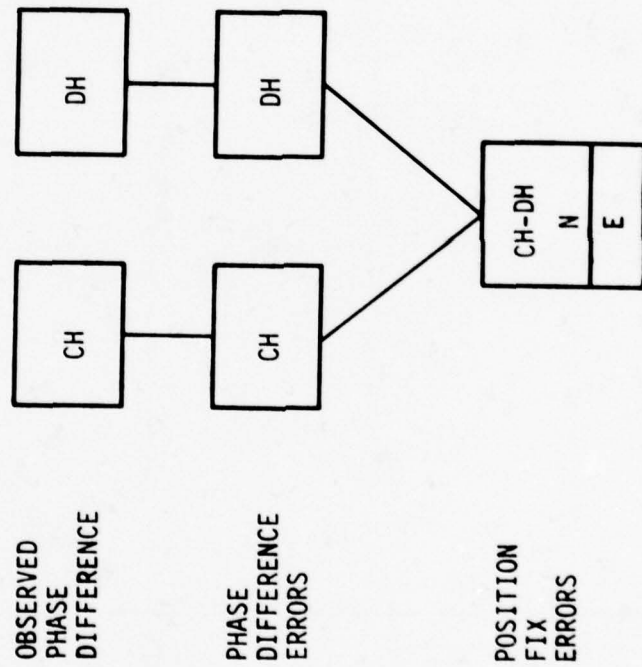 OBSERVED
PHASE
DIFFERENCE
CH
DH
PHASE
DIFFERENCE
ERRORS
CH
DH
POSITION
FIX
ERRORS
CH-DH
N
E